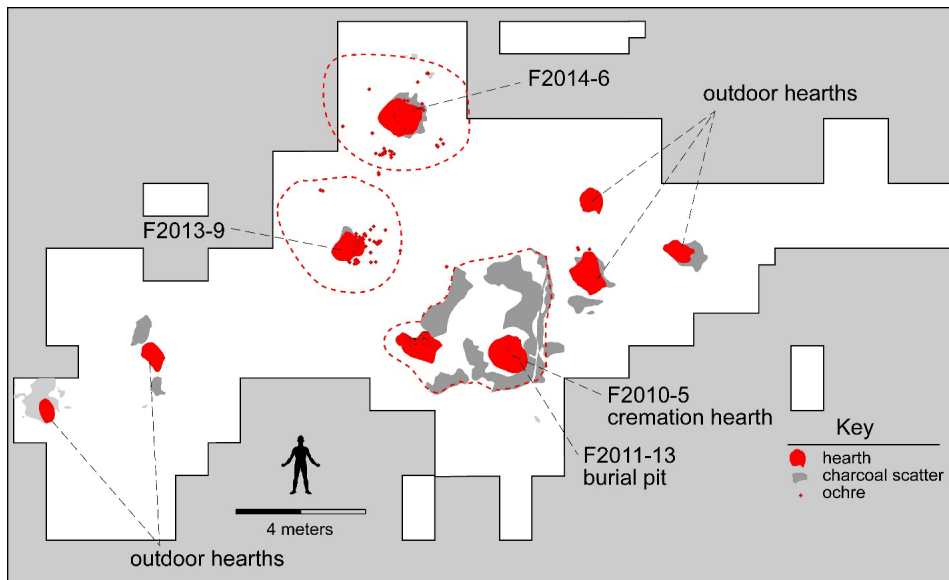 F2014-6
outdoor hearths
F2013-9
F2010-5
cremation hearth
F2011-13
burial pit
Key
hearth
charcoal scatter
ochre
4 meters
outdoor hearths